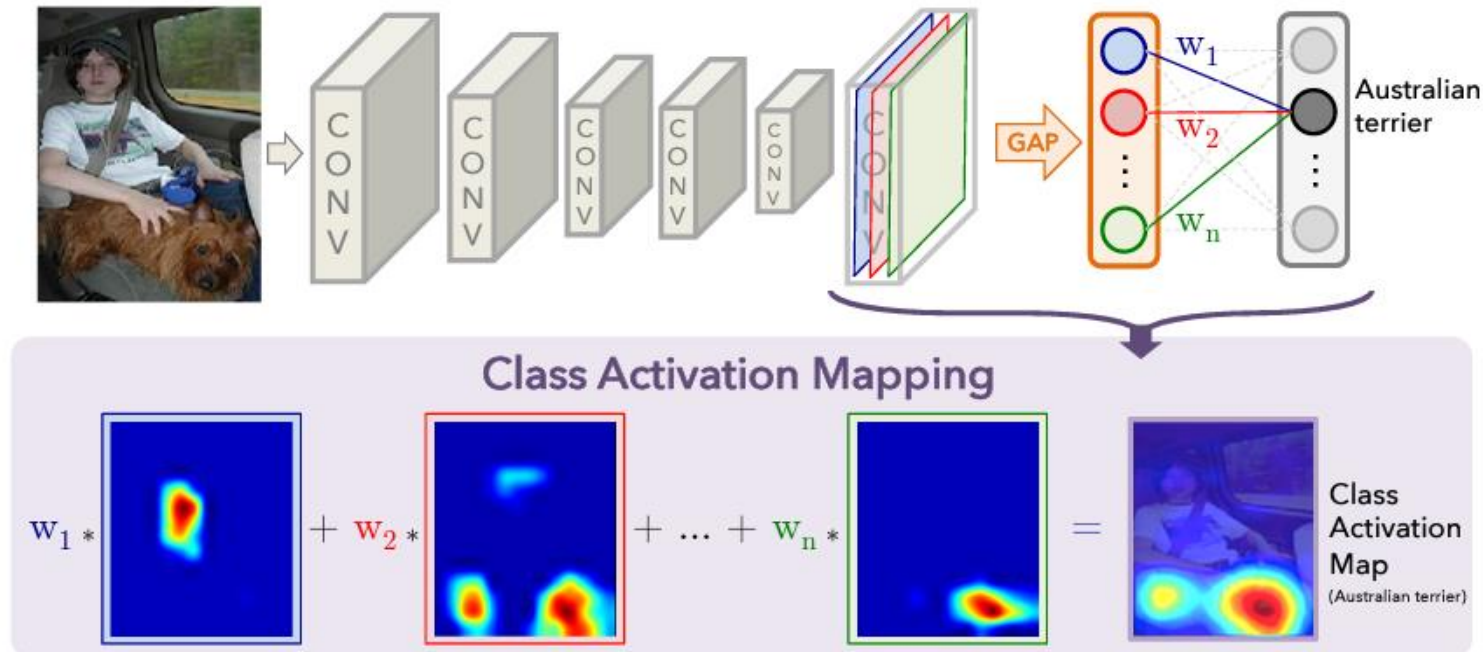 CONV
CONV
CONV
CONV
CONV
CONV
GAP
w1
w2
⋮
wn
⋮
Australian
terrier
Class Activation Mapping
w1 * + w2 * + ... + wn * =
Class
Activation
Map
(Australian terrier)